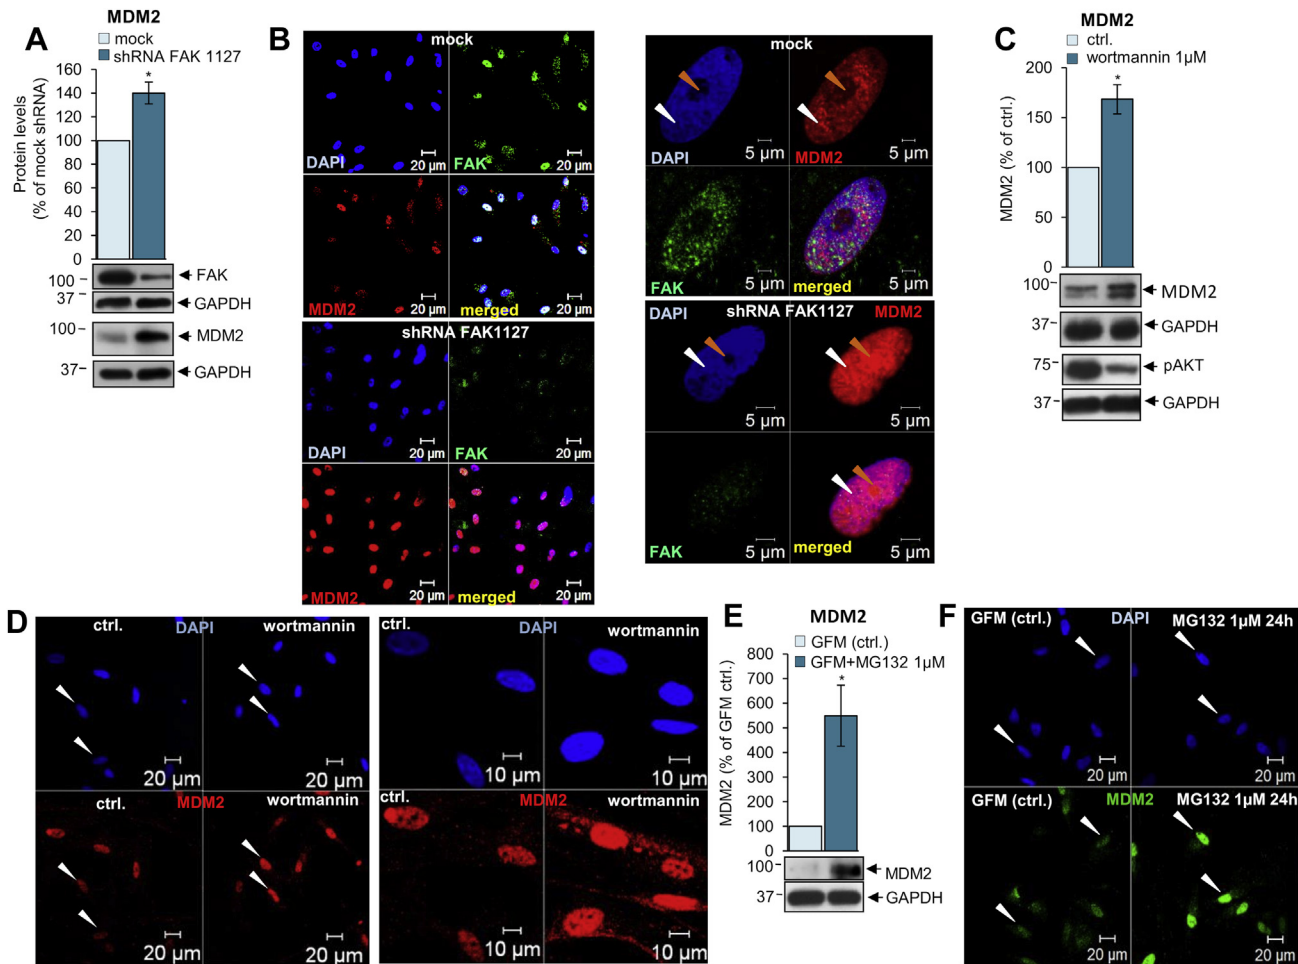 A
MDM2
mock
shRNA FAK 1127
Protein levels
(% of mock shRNA)
160
140
120
100
80
60
40
20
0
*
100
FAK
37
GAPDH
100
MDM2
37
GAPDH
B
mock
DAPI
20 µm
FAK
20 µm
MDM2
20 µm
merged
20 µm
shRNA FAK1127
DAPI
20 µm
FAK
20 µm
MDM2
20 µm
merged
20 µm
mock
DAPI
5 µm
MDM2
5 µm
FAK
5 µm
merged
5 µm
DAPI
shRNA FAK1127
MDM2
5 µm
5 µm
FAK
5 µm
merged
5 µm
C
MDM2
ctrl.
wortmannin 1µM
MDM2 (% of ctrl.)
200
150
100
50
0
*
100
MDM2
37
GAPDH
75
pAKT
37
GAPDH
D
ctrl.
DAPI
wortmannin
20 µm
20 µm
ctrl.
MDM2
wortmannin
20 µm
20 µm
ctrl.
DAPI
wortmannin
10 µm
10 µm
ctrl.
MDM2
wortmannin
10 µm
10 µm
E
MDM2
GFM (ctrl.)
GFM+MG132 1µM
MDM2 (% of GFM ctrl.)
800
700
600
500
400
300
200
100
0
*
100
MDM2
37
GAPDH
F
GFM (ctrl.)
DAPI
MG132 1µM 24h
20 µm
20 µm
GFM (ctrl.)
MDM2
MG132 1µM 24h
20 µm
20 µm